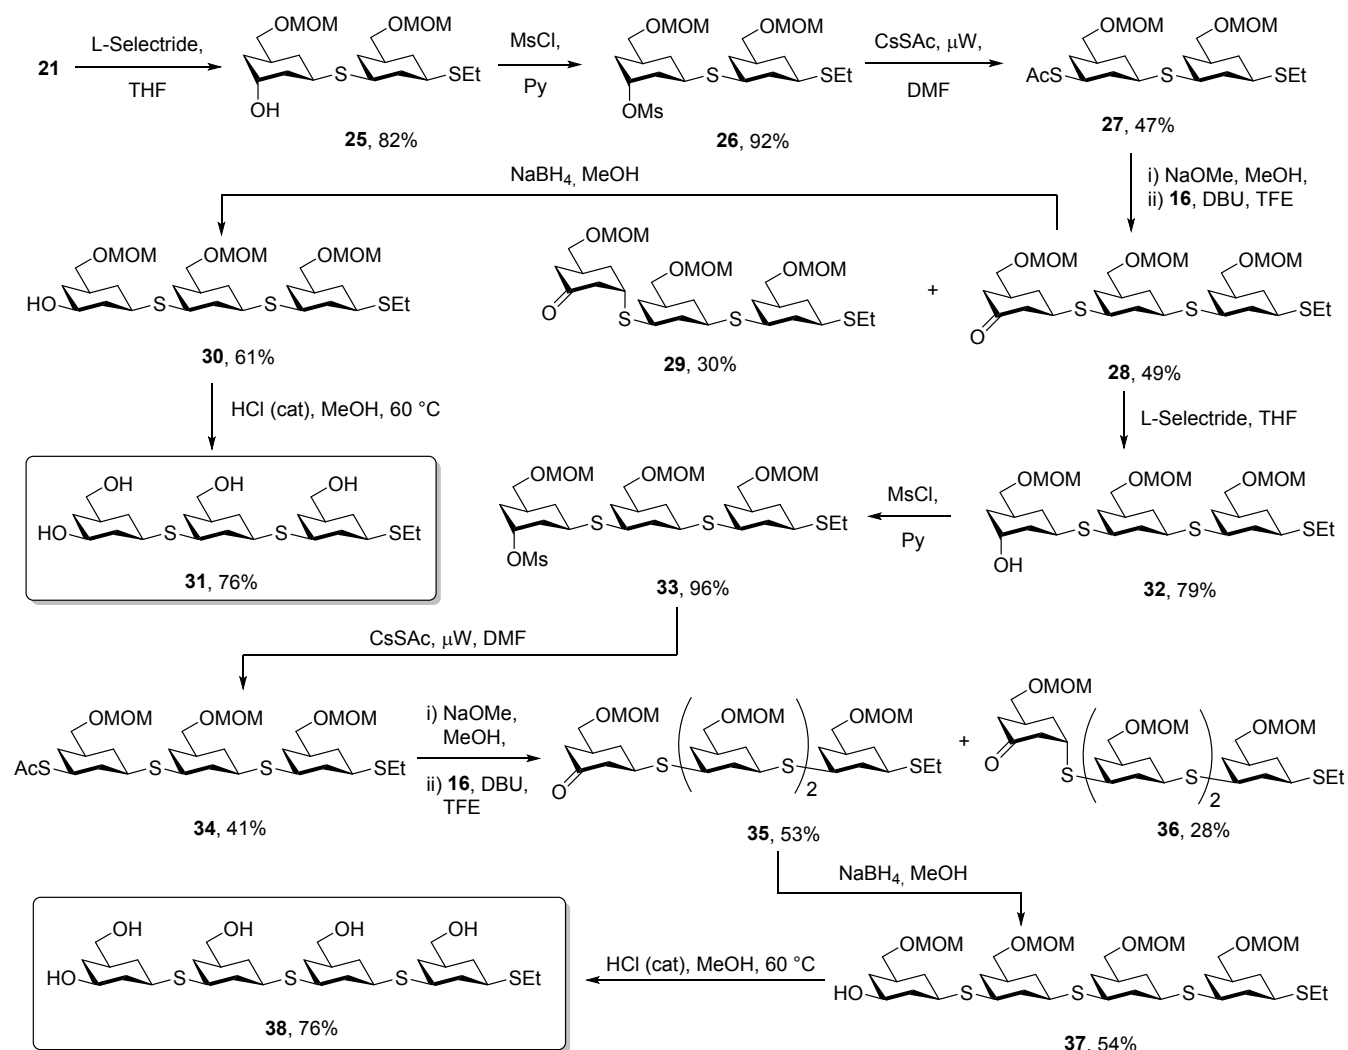 OMOM OMOM OMOM OMOM OMOM OMOM
21 L-Selectride, THF S SEt OH MsCl, Py S SEt OMs CsSAc, μW, DMF AcS S SEt
25, 82% 26, 92% 27, 47%
NaBH4, MeOH
i) NaOMe, MeOH,
ii) 16, DBU, TFE
OMOM OMOM OMOM OMOM OMOM OMOM OMOM OMOM OMOM
HO S S SEt O S S SEt + O S S SEt
30, 61% 29, 30% 28, 49%
HCl (cat), MeOH, 60 °C
L-Selectride, THF
OH OH OH OMOM OMOM OMOM OMOM OMOM OMOM
HO S S SEt S S SEt OMs MsCl, Py S S SEt OH
31, 76% 33, 96% 32, 79%
CsSAc, μW, DMF
OMOM OMOM OMOM OMOM OMOM OMOM OMOM OMOM OMOM
AcS S S SEt
i) NaOMe,
MeOH,
ii) 16, DBU,
TFE
O S S 2 SEt + O S S 2 SEt
34, 41% 35, 53% 36, 28%
NaBH4, MeOH
OH OH OH OH OMOM OMOM OMOM OMOM
HO S S S SEt HCl (cat), MeOH, 60 °C HO S S S SEt
38, 76% 37, 54%